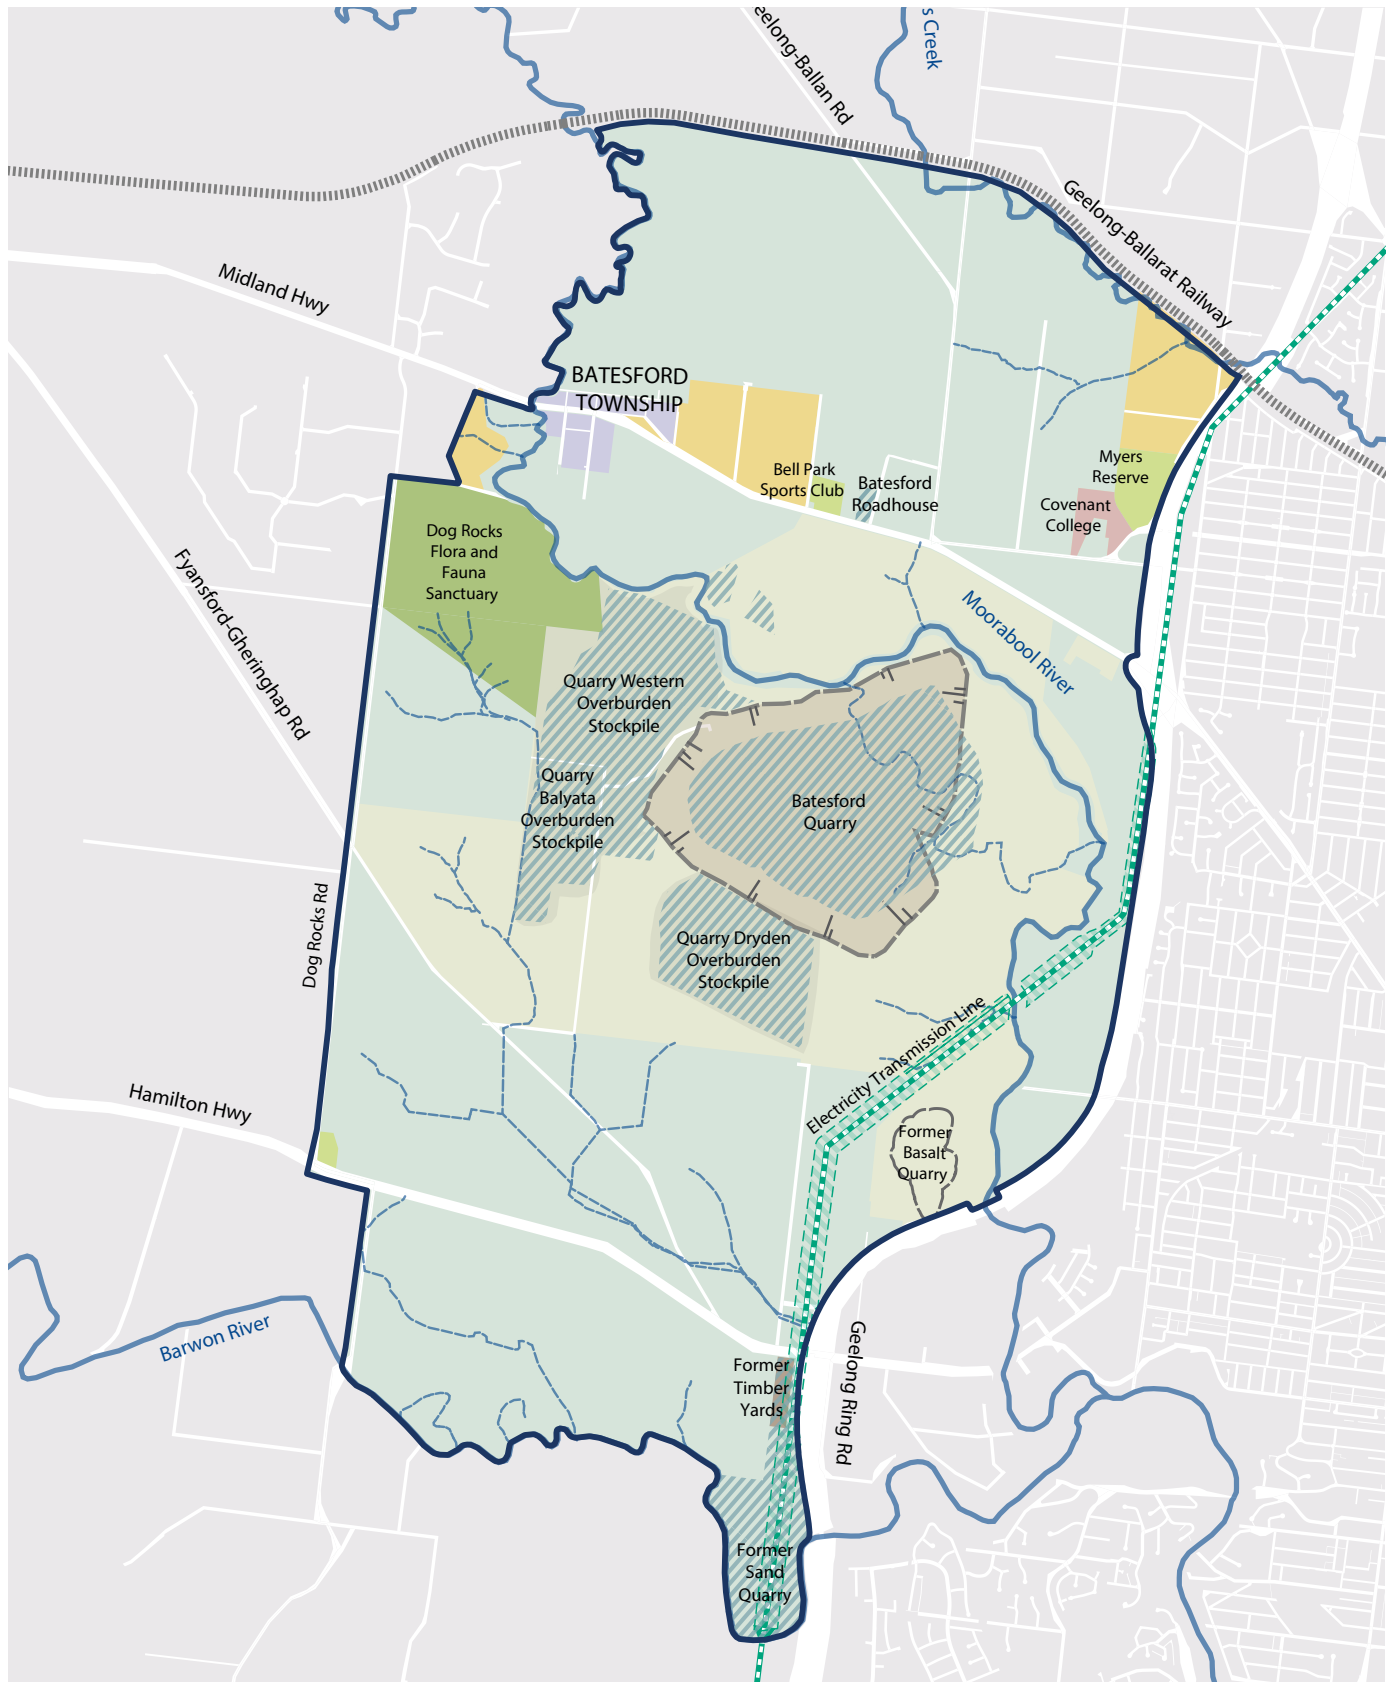 s Creek
eelong-Ballan Rd
Geelong-Ballarat Railway
Midland Hwy
BATESFORD
TOWNSHIP
Bell Park
Sports Club
Batesford
Roadhouse
Myers
Reserve
Covenant
College
Dog Rocks
Flora and
Fauna
Sanctuary
Fyansford-Gheringhap Rd
Moorabool River
Quarry Western
Overburden
Stockpile
Quarry
Balyata
Overburden
Stockpile
Batesford
Quarry
Dog Rocks Rd
Quarry Dryden
Overburden
Stockpile
Electricity Transmission Line
Hamilton Hwy
Former
Basalt
Quarry
Barwon River
Geelong Ring Rd
Former
Timber
Yards
Former
Sand
Quarry